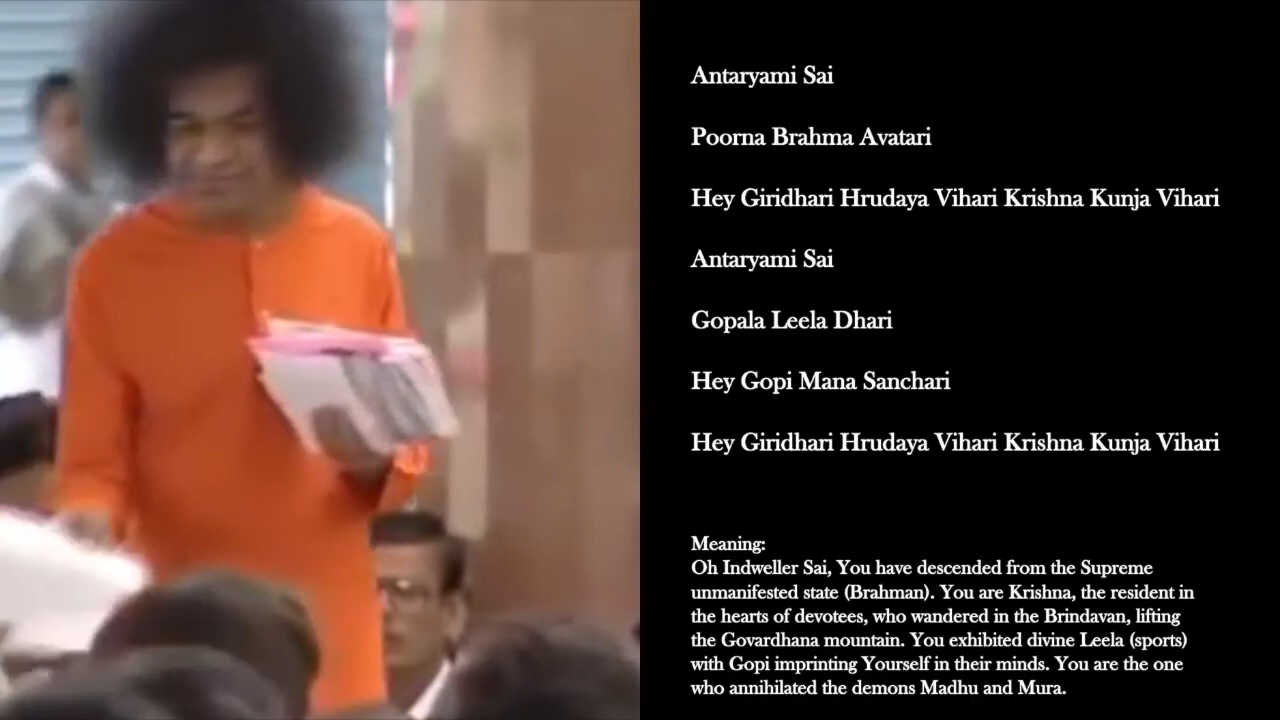 Antaryami Sai
Poorna Brahma Avatari
Hey Giridhari Hrudaya Vihari Krishna Kunja Vihari
Antaryami Sai
Gopala Leela Dhari
Hey Gopi Mana Sanchari
Hey Giridhari Hrudaya Vihari Krishna Kunja Vihari
Meaning:
Oh Indweller Sai, You have descended from the Supreme
unmanifested state (Brahman). You are Krishna, the resident in
the hearts of devotees, who wandered in the Brindavan, lifting
the Govardhana mountain. You exhibited divine Leela (sports)
with Gopi imprinting Yourself in their minds. You are the one
who annihilated the demons Madhu and Mura.